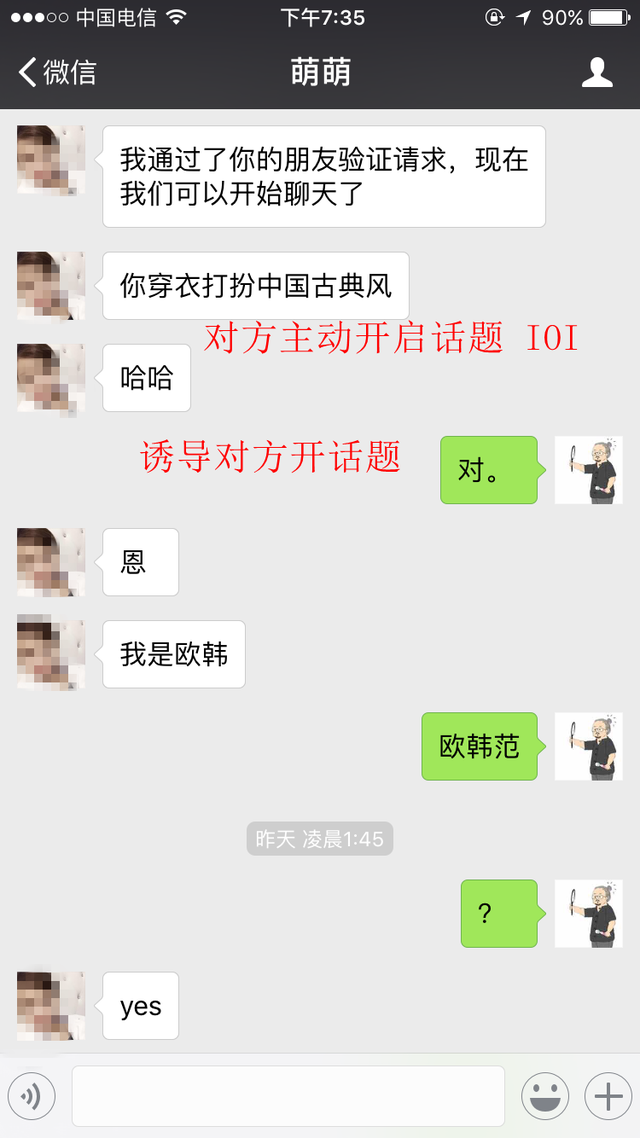 中国电信
下午7:35
90%
微信
萌萌
我通过了你的朋友验证请求，现在
我们可以开始聊天了
你穿衣打扮中国古典风
对方主动开启话题 IOI
哈哈
诱导对方开话题
对。
恩
我是欧韩
欧韩范
昨天 凌晨1:45
？
yes